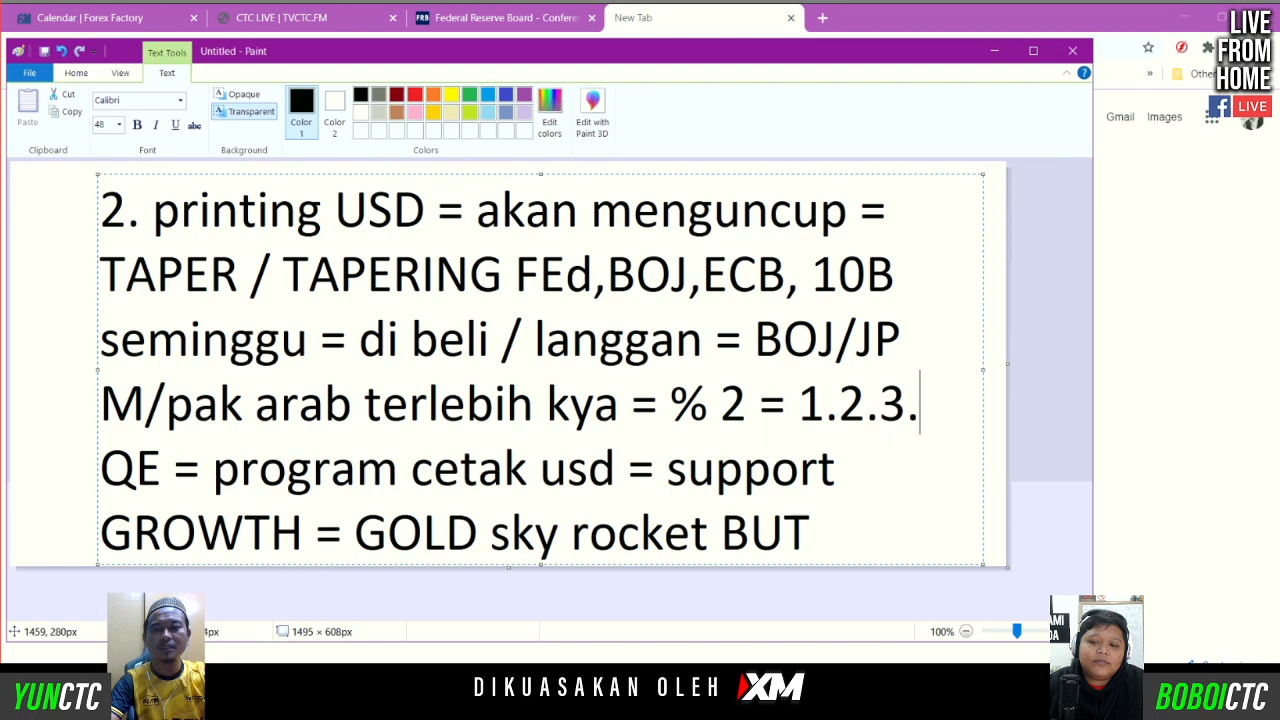 Calendar | Forex Factory
CTC LIVE | TVCTC.FM
Federal Reserve Board - Confere
New Tab
LIVE
FROM
HOME
LIVE
Text Tools
Untitled - Paint
File
Home
View
Text
Paste
Cut
Copy
Clipboard
Calibri
48
B I U abc
Font
Opaque
Transparent
Background
Color
1
Color
2
Edit
colors
Colors
Edit with
Paint 3D
Gmail
Images
2. printing USD = akan menguncup =
TAPER / TAPERING FEd,BOJ,ECB, 10B
seminggu = di beli / langgan = BOJ/JP
M/pak arab terlebih kya = % 2 = 1.2.3.
QE = program cetak usd = support
GROWTH = GOLD sky rocket BUT
1459, 280px
1495 × 608px
100%
YUNCTC
DIKUASAKAN OLEH XM
BOBOICTC